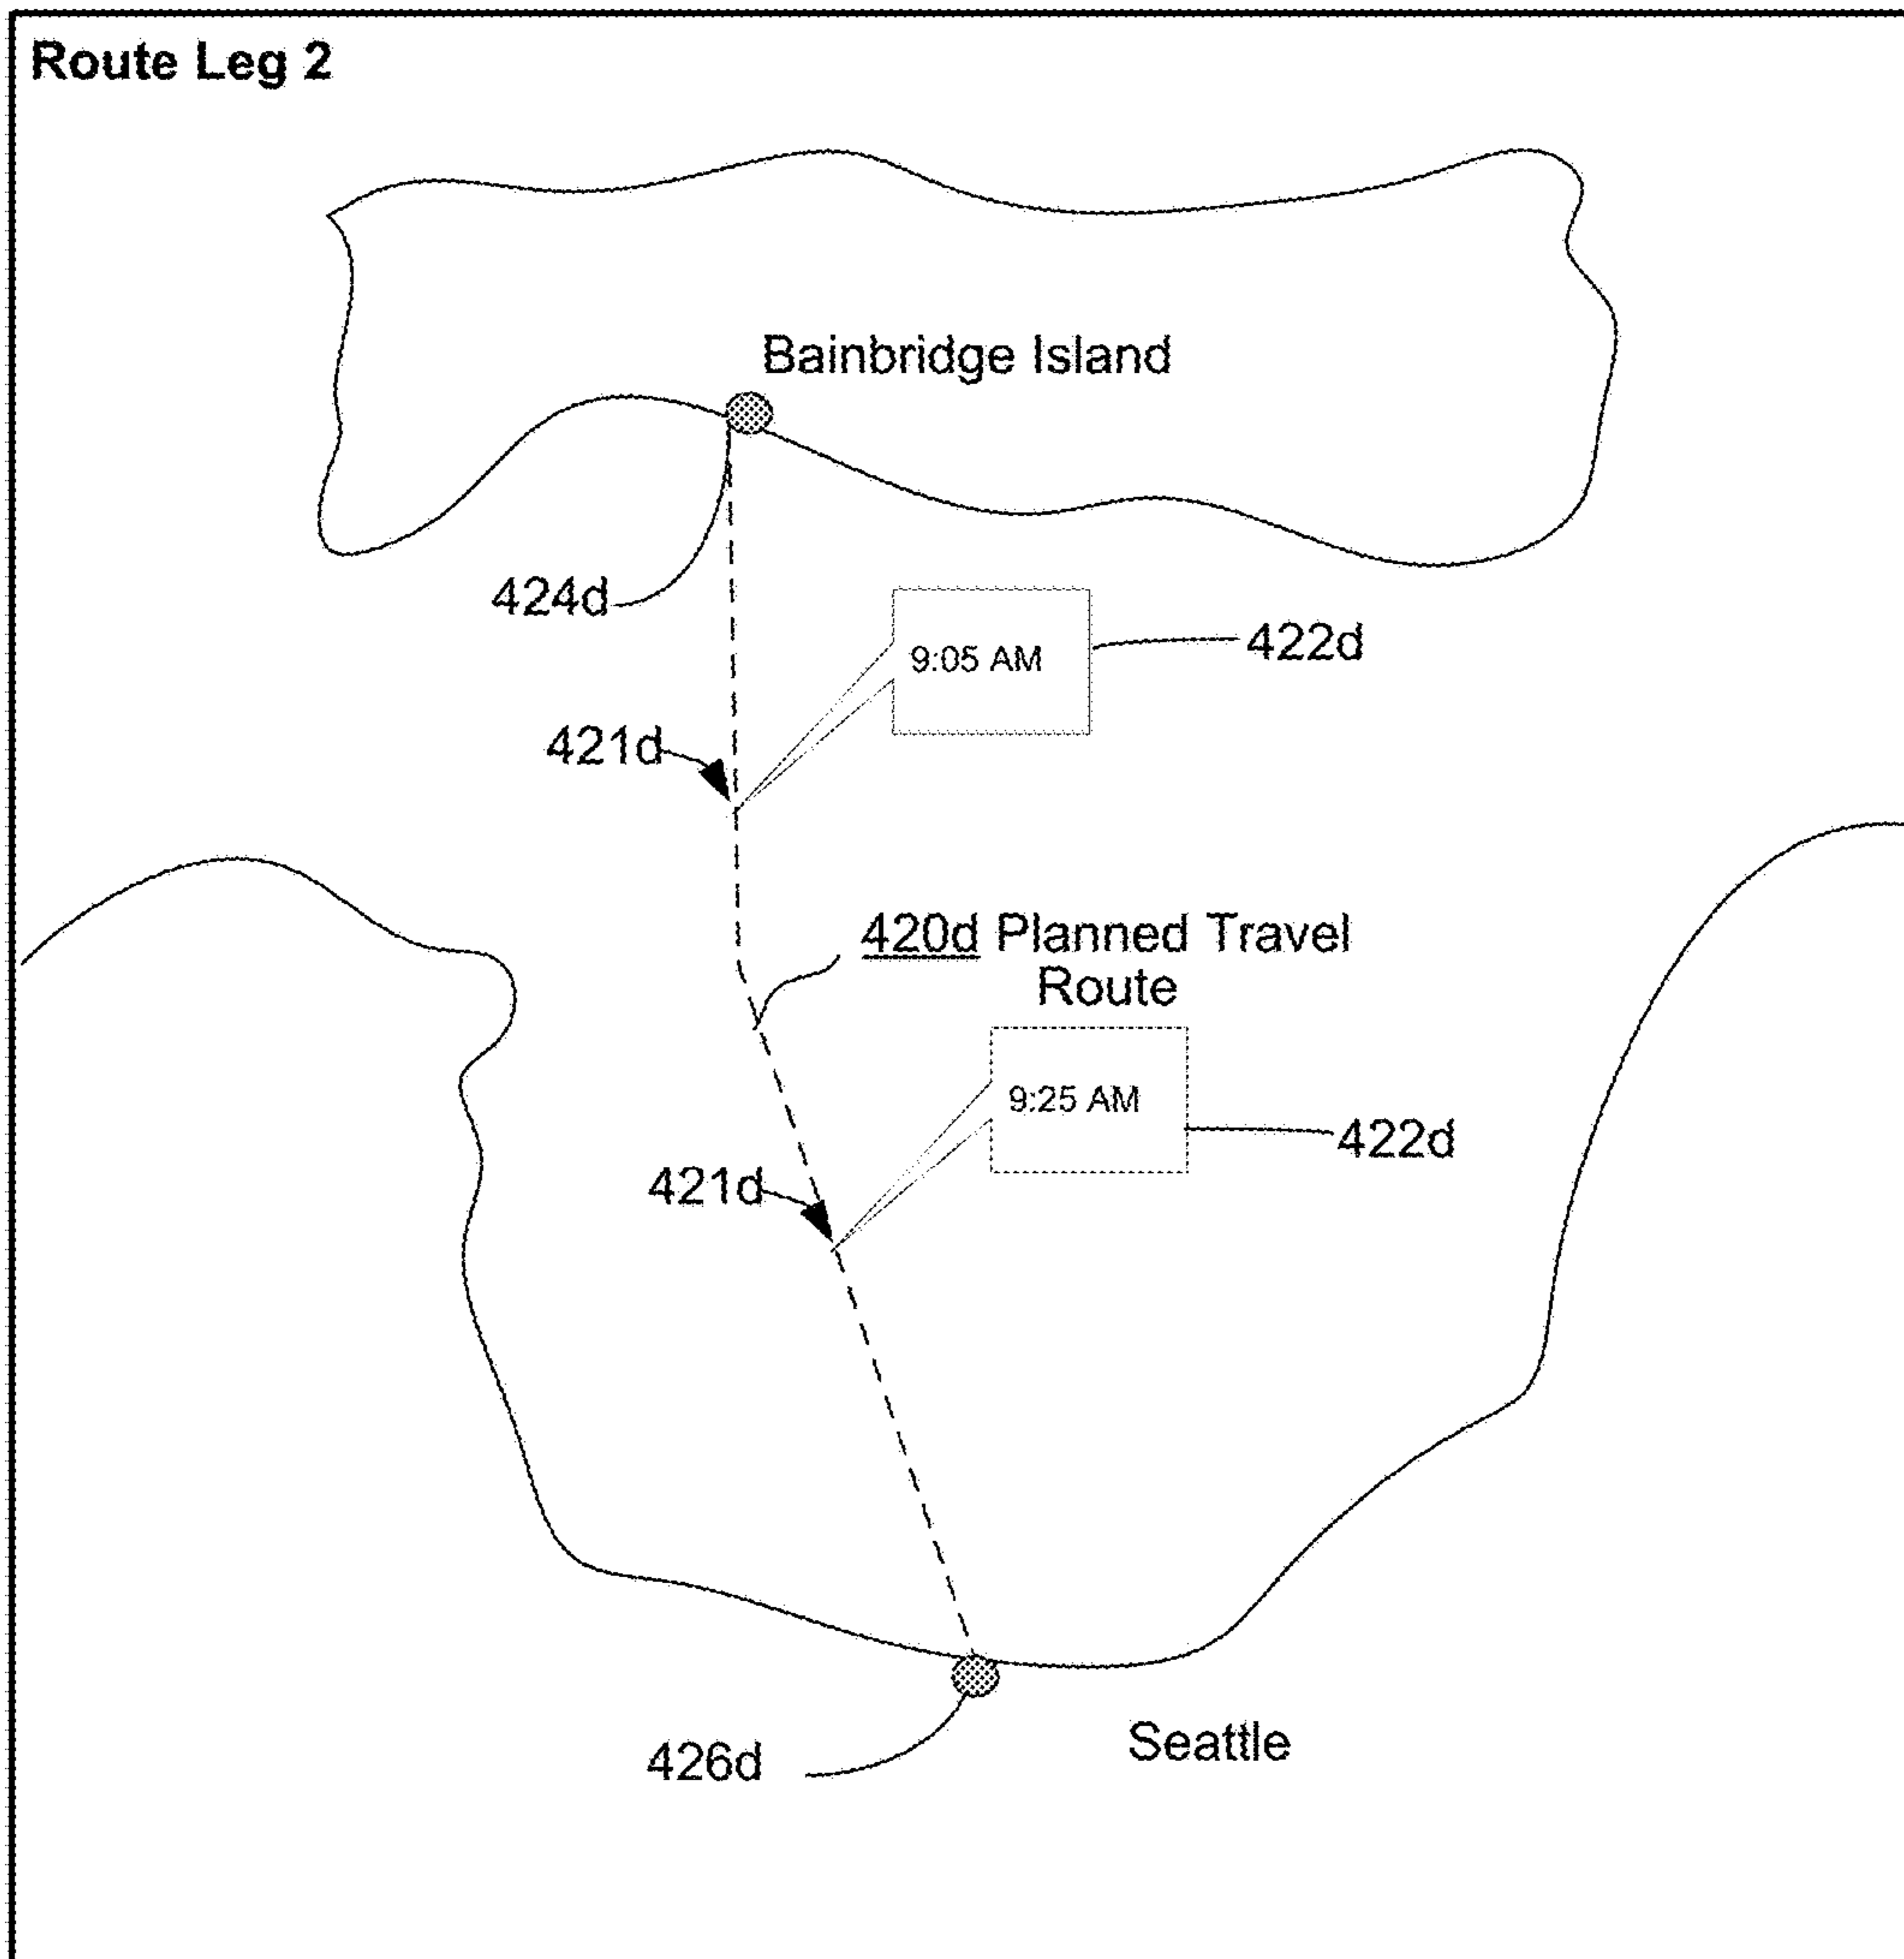 Route Leg 2
Bainbridge Island
424d
9:05 AM
422d
421d
420d Planned Travel
Route
9:25 AM
422d
421d
426d
Seattle